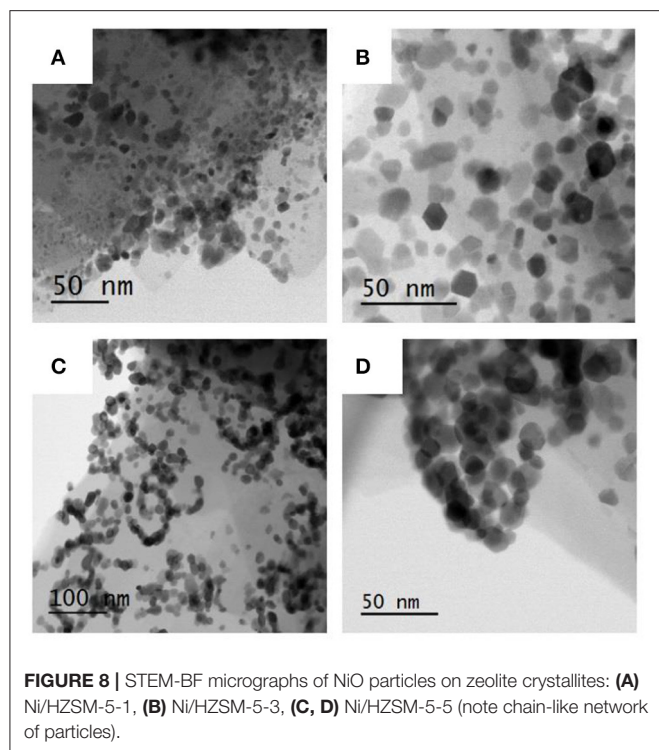 A
B
50 nm
50 nm
C
D
100 nm
50 nm
FIGURE 8 | STEM-BF micrographs of NiO particles on zeolite crystallites: (A)
Ni/HZSM-5-1, (B) Ni/HZSM-5-3, (C, D) Ni/HZSM-5-5 (note chain-like network
of particles).